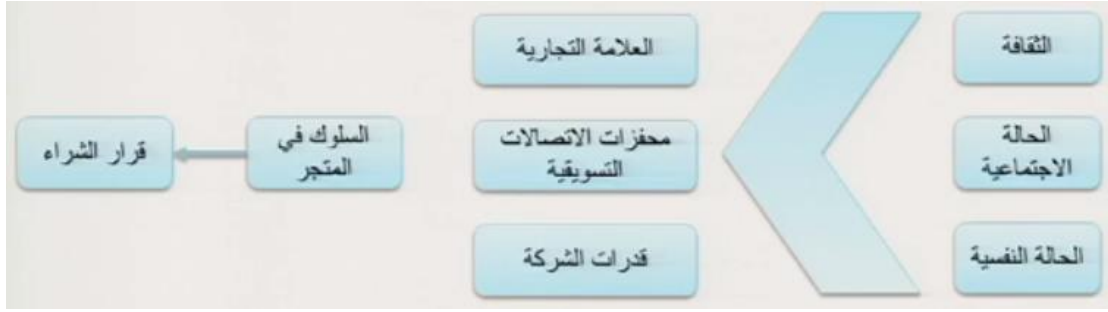 الثقافة
الحالة
الاجتماعية
الحالة النفسية
العلامة التجارية
محفزات الاتصالات
التسويقية
قدرات الشركة
السلوك في
المتجر
قرار الشراء